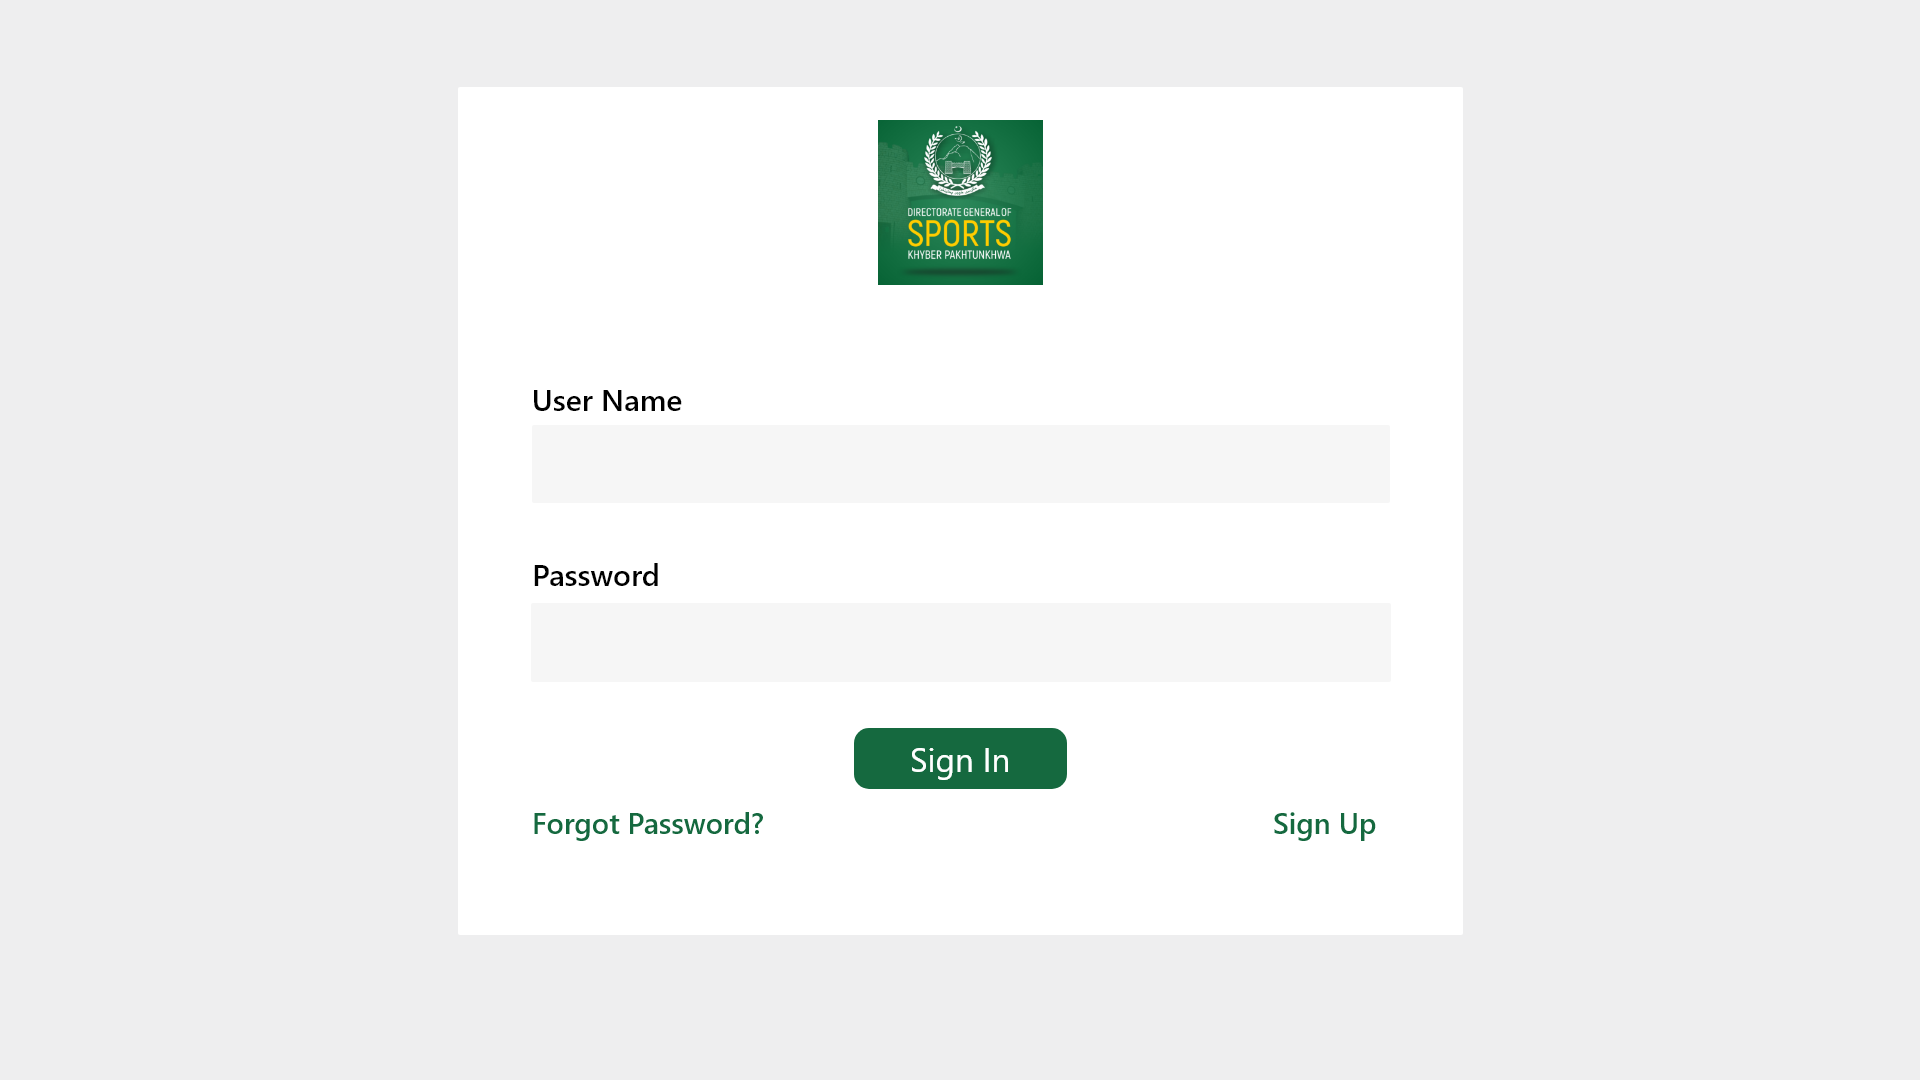 DIRECTORATE GENERAL OF
SPORTS
KHYBER PAKHTUNKHWA
User Name
Password
Sign In
Forgot Password?
Sign Up